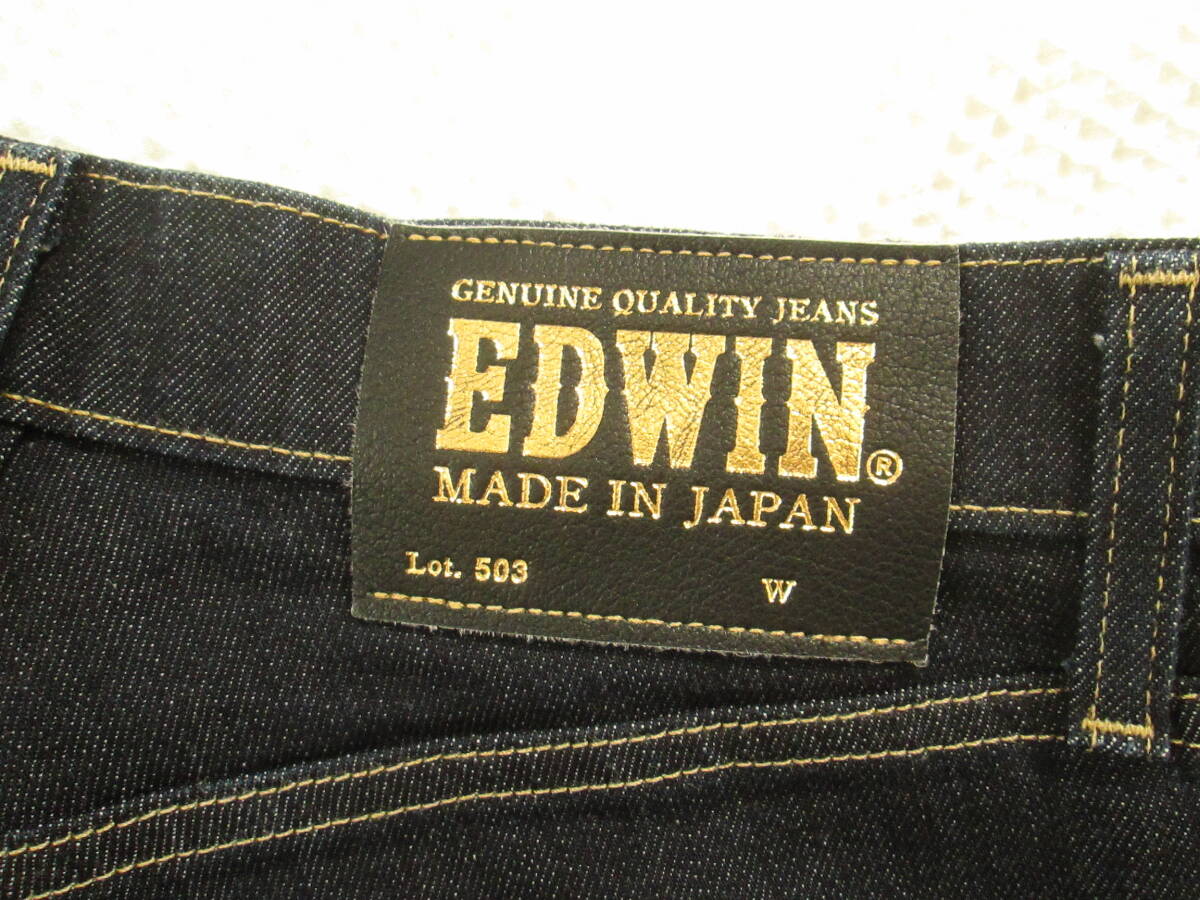 GENUINE QUALITY JEANS
EDWIN®
MADE IN JAPAN
Lot. 503 W